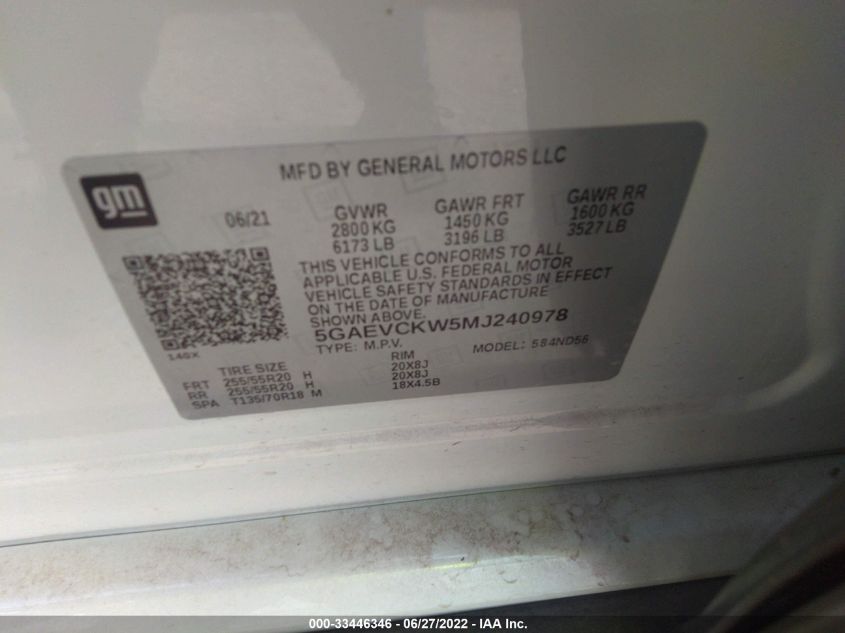 MFD BY GENERAL MOTORS LLC
gm
06/21 GVWR GAWR FRT GAWR RR
2800 KG 1450 KG 1600 KG
6173 LB 3196 LB 3527 LB
THIS VEHICLE CONFORMS TO ALL
APPLICABLE U.S. FEDERAL MOTOR
VEHICLE SAFETY STANDARDS IN EFFECT
ON THE DATE OF MANUFACTURE
SHOWN ABOVE.
5GAEVCKW5MJ240978
TYPE: M.P.V. MODEL: 584ND56
TIRE SIZE RIM
FRT 255/55R20 H 20X8J
RR 255/55R20 H 20X8J
SPA T135/70R18 M 18X4.5B
000-33446346 - 06/27/2022 - IAA Inc.